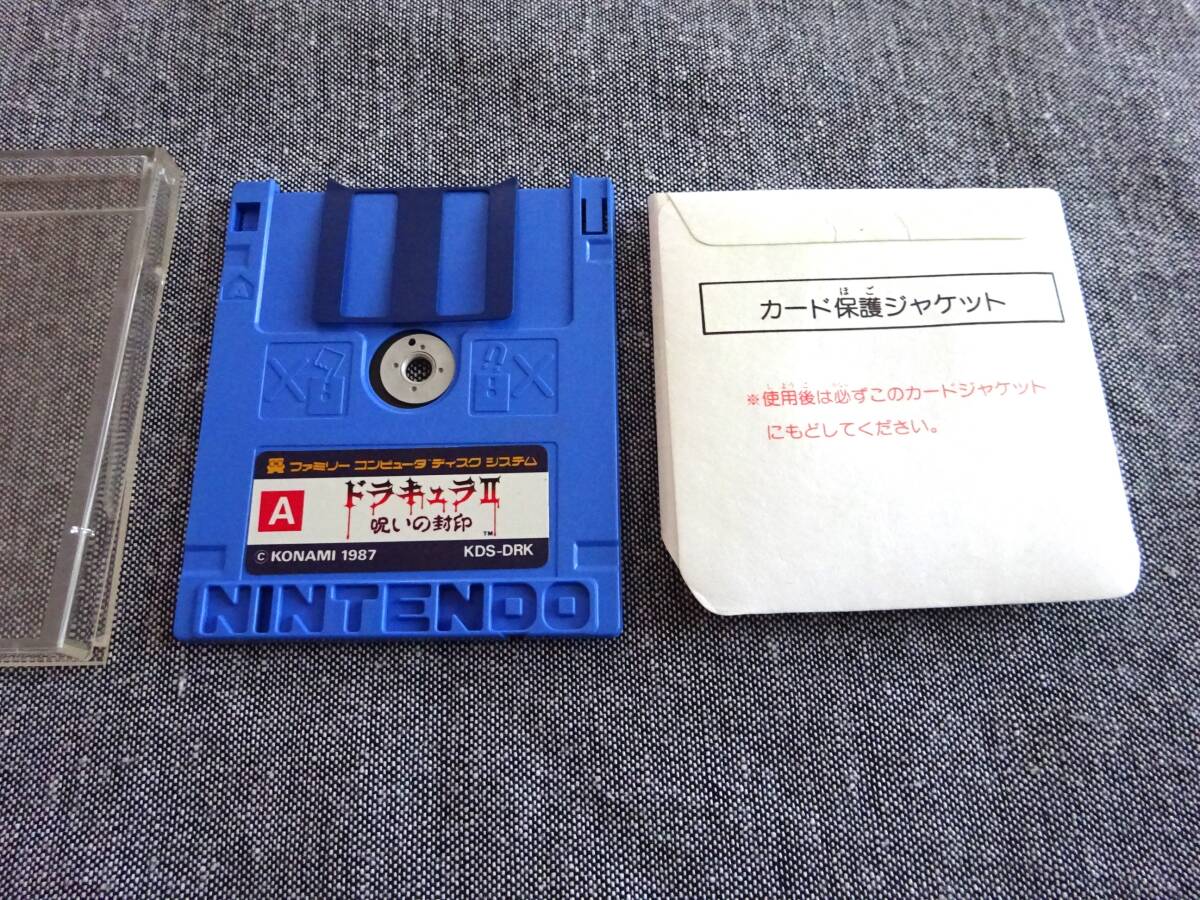 ファミリー コンピュータ ディスク システム
A
ドラキュラII
呪いの封印
TM
© KONAMI 1987 KDS-DRK
NINTENDO
A
ほご
カード保護ジャケット
※使用後は必ずこのカードジャケット
にもどしてください。